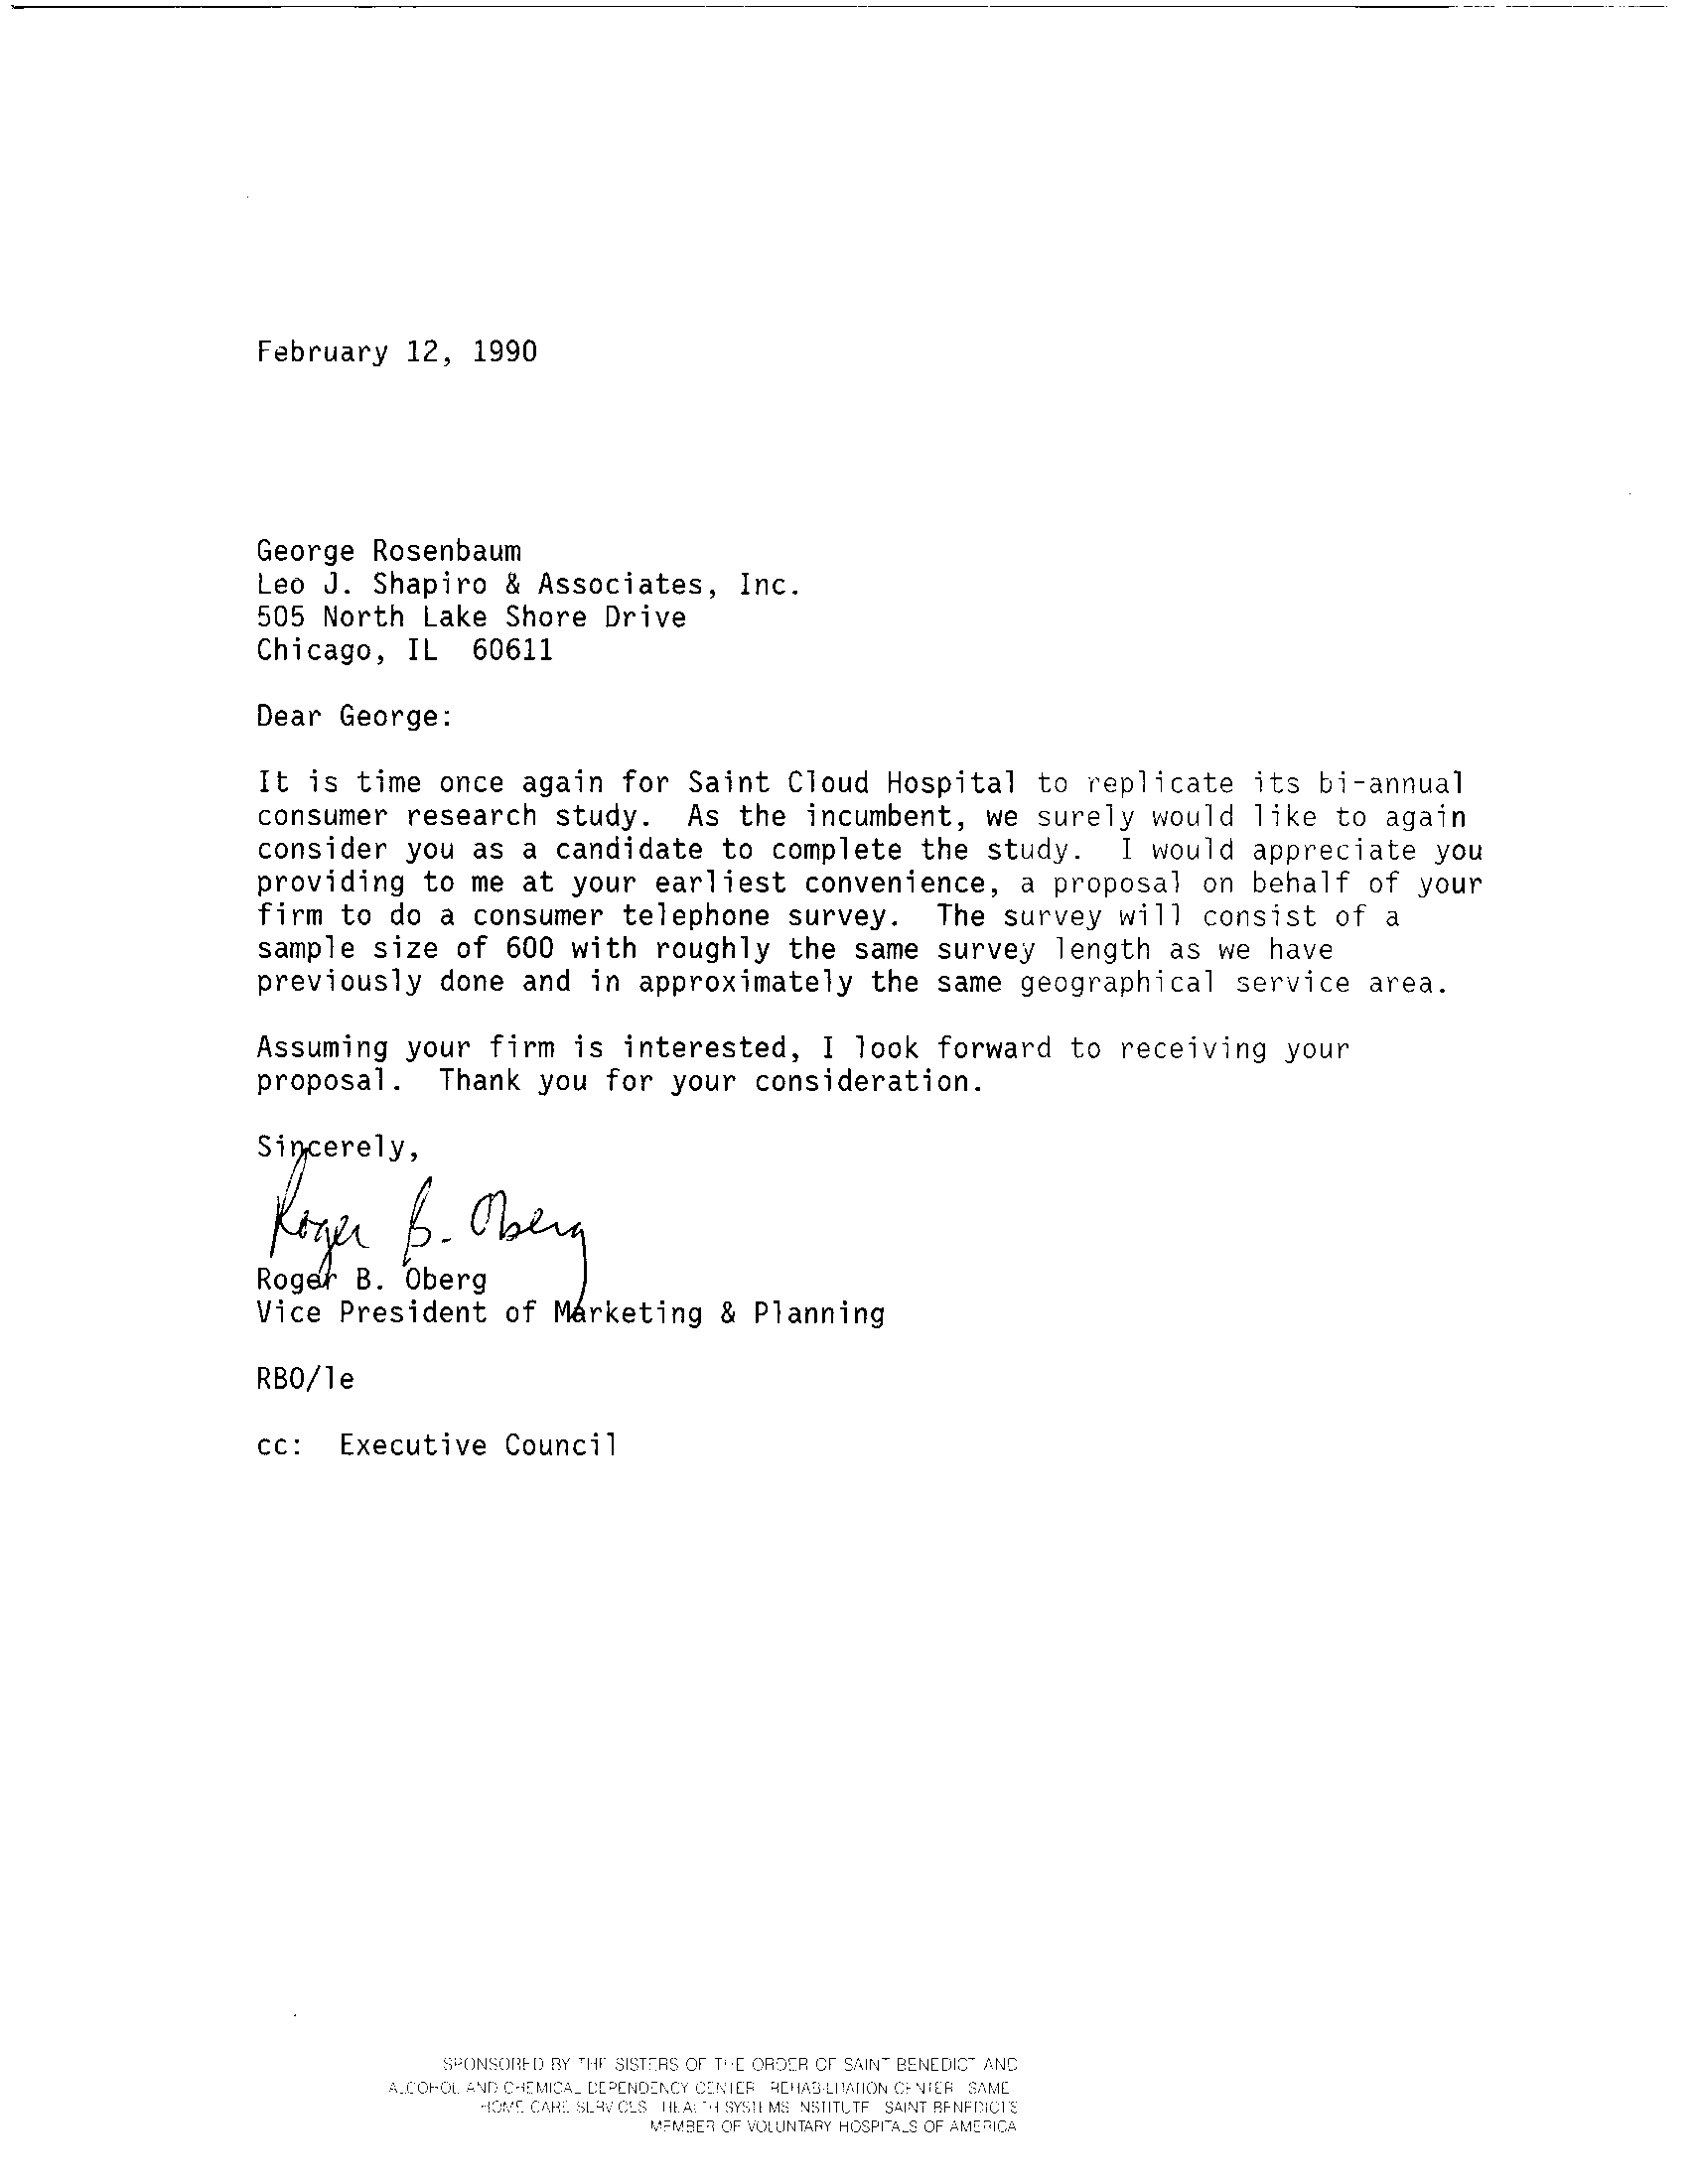 February 12, 1990
George Rosenbaum
Leo J. Shapiro & Associates, Inc.
505 North Lake Shore Drive
Chicago, IL  60611
Dear George:
It is time once again for Saint Cloud Hospital to replicate its bi-annual
consumer research study.  As the incumbent, we surely would like to again
consider you as a candidate to complete the study.  I would appreciate you
providing to me at your earliest convenience, a proposal on behalf of your
firm to do a consumer telephone survey.  The survey will consist of a
sample size of 600 with roughly the same survey length as we have
previously done and in approximately the same geographical service area.
Assuming your firm is interested, I look forward to receiving your
proposal.  Thank you for your consideration.
Sincerely,
Roger B. Oberg
Roger B. Oberg
Vice President of Marketing & Planning
RBO/le
cc:  Executive Council
SPONSORED BY THE SISTERS OF THE ORDER OF SAINT BENEDICT AND
ALCOHOL AND CHEMICAL DEPENDENCY CENTER REHABILITATION CENTER SAME
HOME CARE SERVICES HEALTH SYSTEMS INSTITUTE SAINT BENEDICT'S
MEMBER OF VOLUNTARY HOSPITALS OF AMERICA